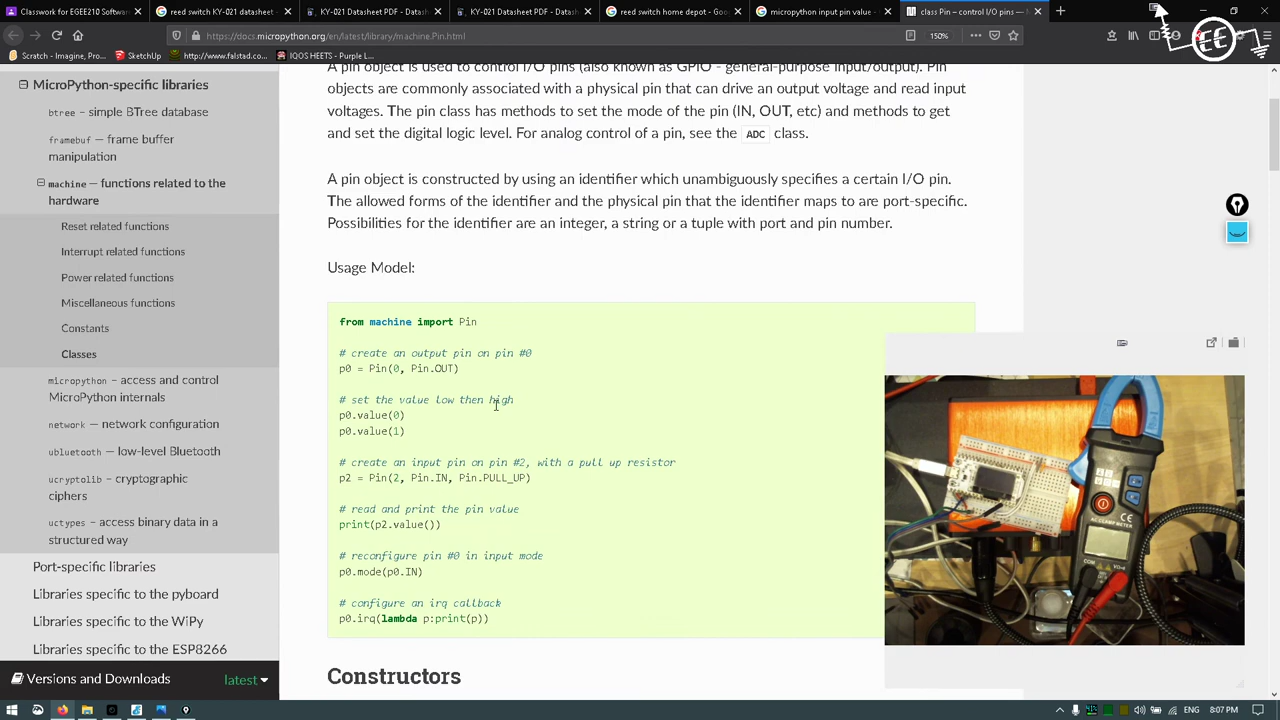 Classwork for EGE210 Softwar
reed switch KY-021 datasheet -
KY-021 Datasheet PDF - Datas
KY-021 Datasheet PDF - Datas
reed switch home depot - Goo
micropython input pin value -
class Pin – control I/O pins — M
https://docs.micropython.org/en/latest/library/machine.Pin.html
150%
Scratch - Imagine, Pro...
SketchUp
http://www.falstad.co...
IQOS HEETS - Purple L...
EE
MicroPython-specific libraries
btree – simple BTree database
framebuf — frame buffer
manipulation
machine — functions related to the
hardware
Reset related functions
Interrupt related functions
Power related functions
Miscellaneous functions
Constants
Classes
micropython – access and control
MicroPython internals
network — network configuration
ubluetooth — low-level Bluetooth
ucryptolib – cryptographic
ciphers
uctypes – access binary data in a
structured way
Port-specific libraries
Libraries specific to the pyboard
Libraries specific to the WiPy
Libraries specific to the ESP8266
Versions and Downloads
latest
A pin object is used to control I/O pins (also known as GPIO - general-purpose input/output). Pin
objects are commonly associated with a physical pin that can drive an output voltage and read input
voltages. The pin class has methods to set the mode of the pin (IN, OUT, etc) and methods to get
and set the digital logic level. For analog control of a pin, see the ADC class.
A pin object is constructed by using an identifier which unambiguously specifies a certain I/O pin.
The allowed forms of the identifier and the physical pin that the identifier maps to are port-specific.
Possibilities for the identifier are an integer, a string or a tuple with port and pin number.
Usage Model:
from machine import Pin
# create an output pin on pin #0
p0 = Pin(0, Pin.OUT)
# set the value low then high
p0.value(0)
p0.value(1)
# create an input pin on pin #2, with a pull up resistor
p2 = Pin(2, Pin.IN, Pin.PULL_UP)
# read and print the pin value
print(p2.value())
# reconfigure pin #0 in input mode
p0.mode(p0.IN)
# configure an irq callback
p0.irq(lambda p:print(p))
Constructors
AC CLAMP METER
COM
8:07 PM